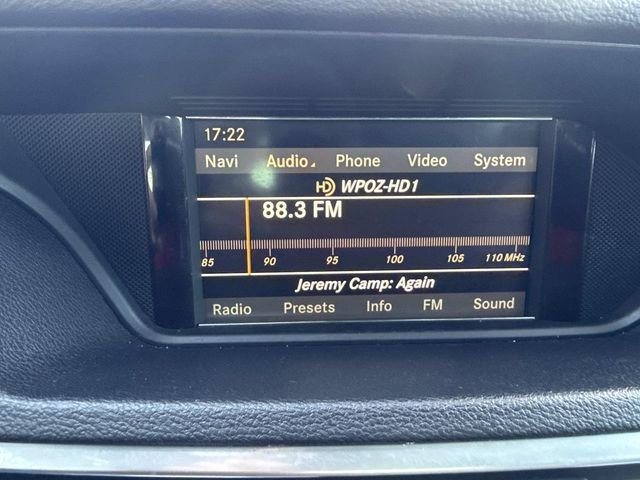 17:22
Navi Audio Phone Video System
HD WPOZ-HD1
88.3 FM
85 90 95 100 105 110 MHz
Jeremy Camp: Again
Radio Presets Info FM Sound